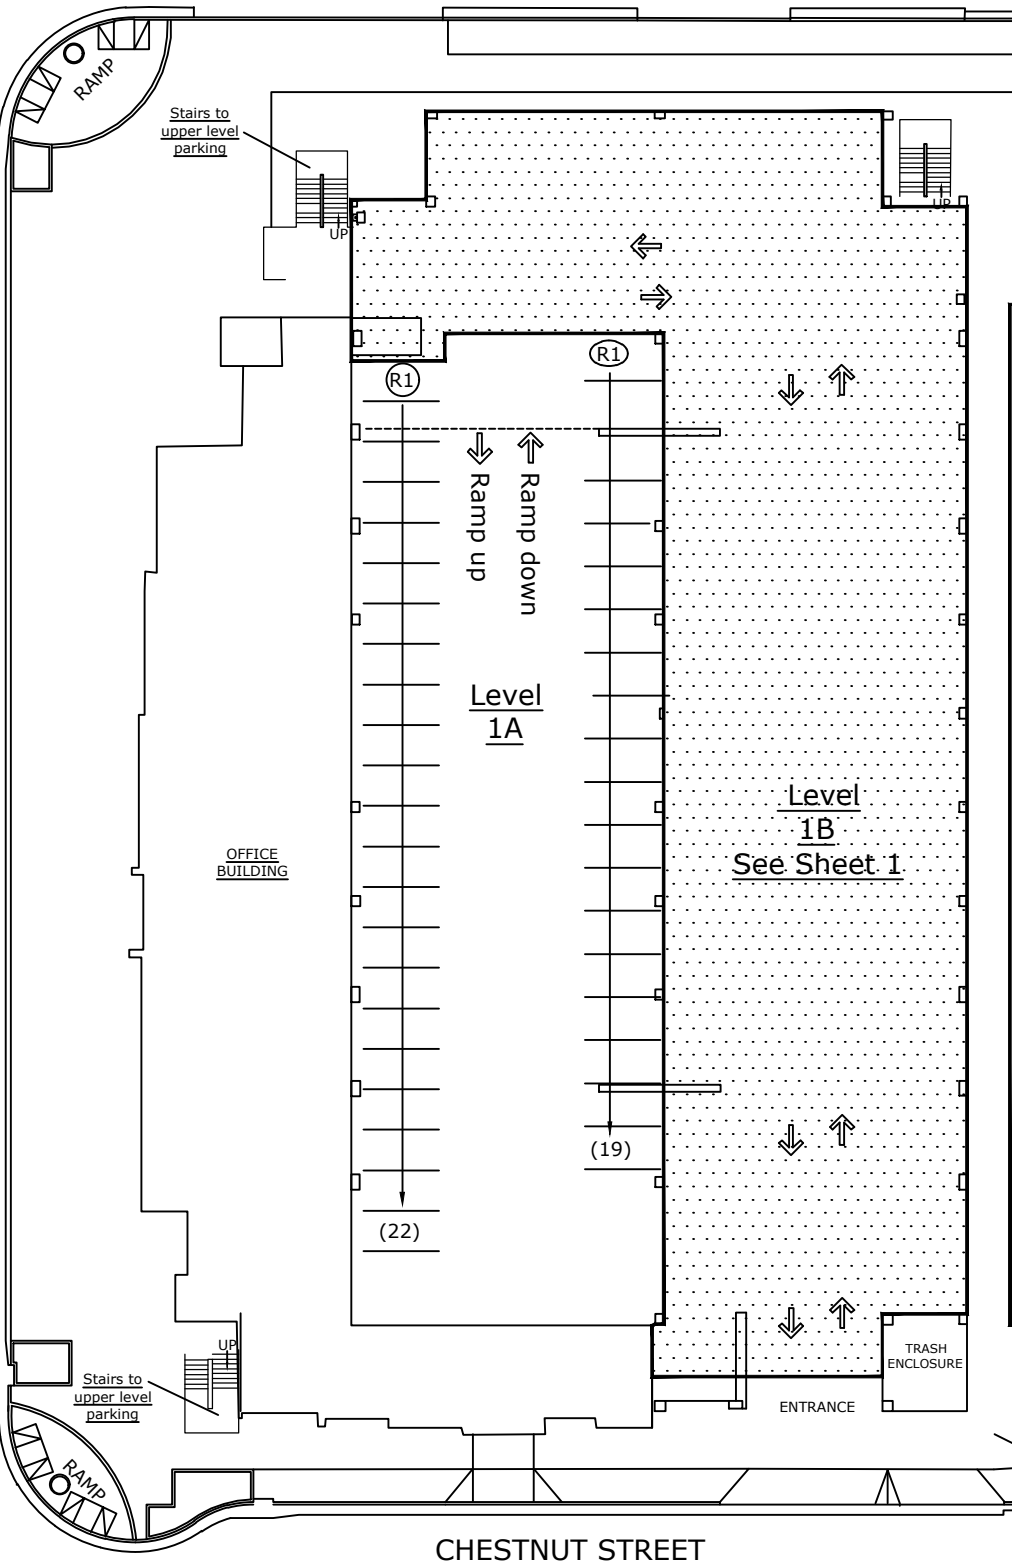 RAMP
Stairs to
upper level
parking
UP
UP
R1
R1
Ramp up
Ramp down
Level
1A
Level
1B
See Sheet 1
OFFICE
BUILDING
(19)
(22)
UP
Stairs to
upper level
parking
TRASH
ENCLOSURE
ENTRANCE
RAMP
CHESTNUT STREET